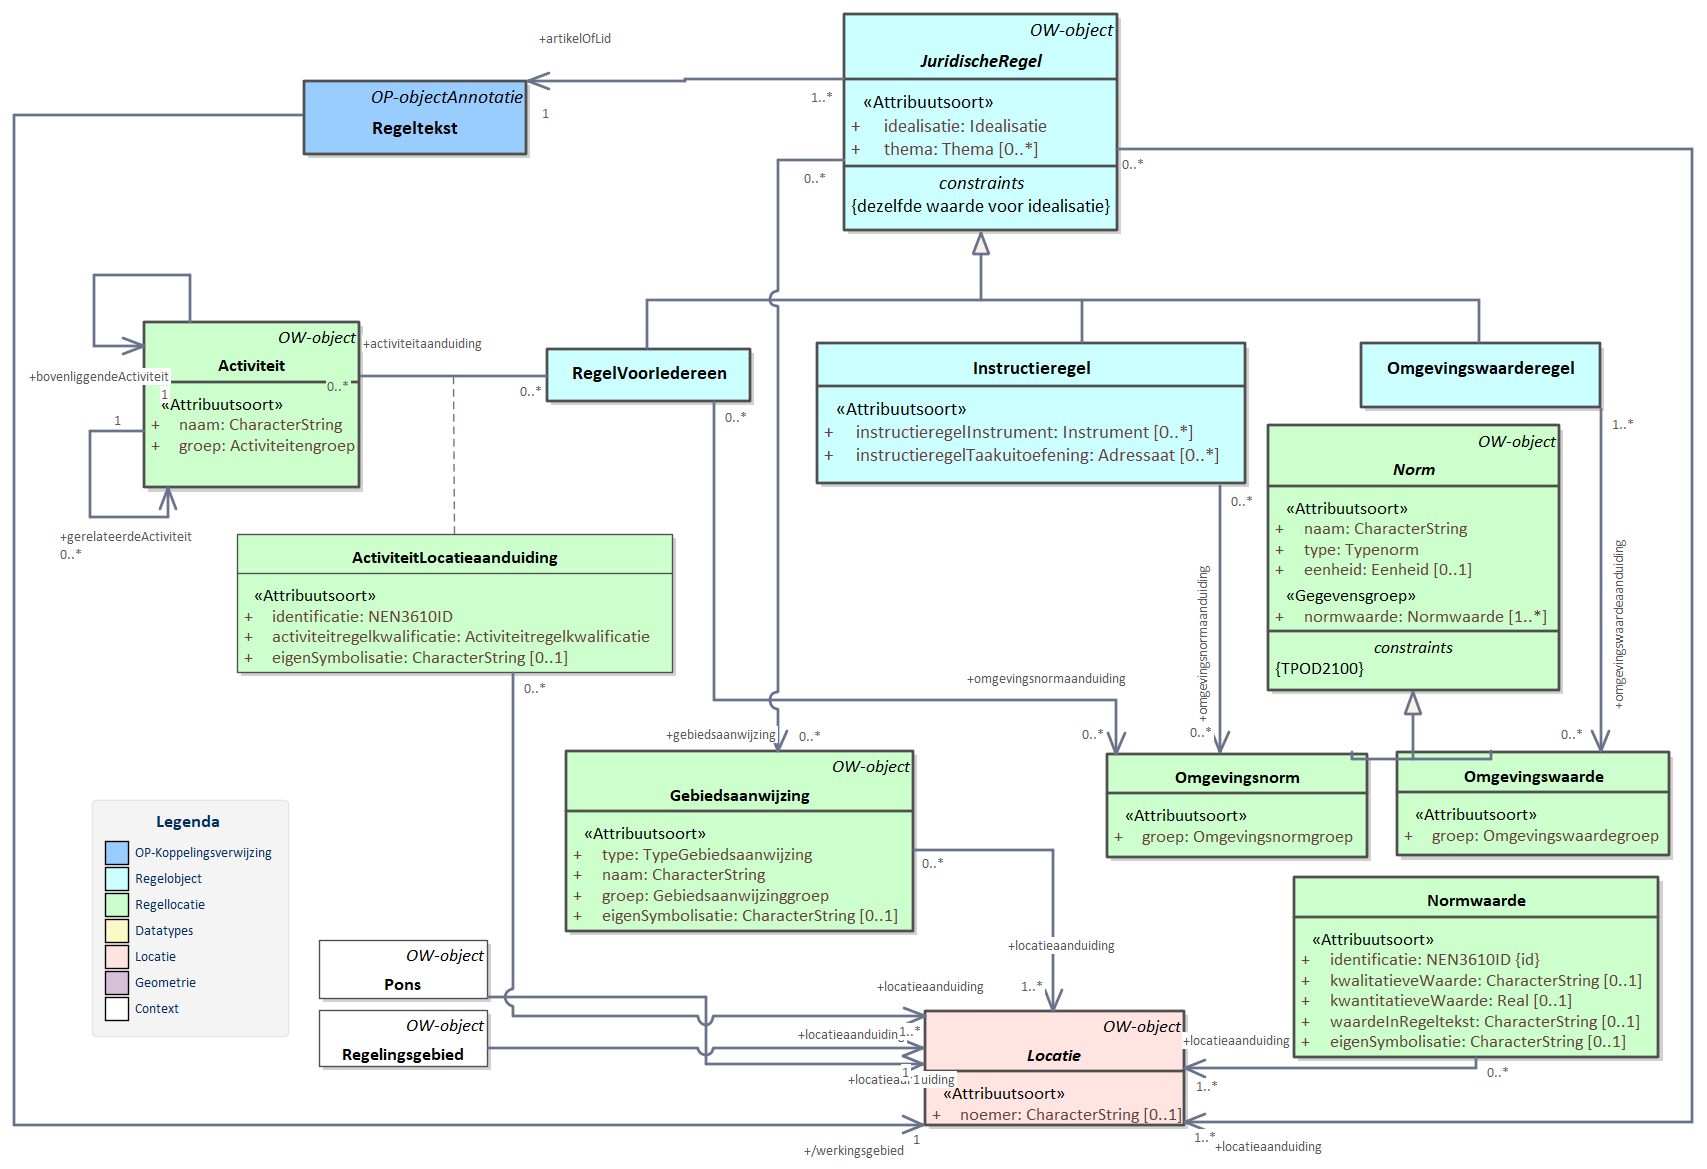 OW-object
JuridischeRegel
«Attribuutsoort»
+ idealisatie: Idealisatie
+ thema: Thema [0..*]
constraints
{dezelfde waarde voor idealisatie}
+artikelOfLid
1
1..*
0..*
0..*
OP-objectAnnotatie
Regeltekst
OW-object
Activiteit
«Attribuutsoort»
+ naam: CharacterString
+ groep: Activiteitengroep
+bovenliggendeActiviteit
1
1
+gerelateerdeActiviteit
0..*
+activiteitaanduiding
0..*
0..*
RegelVoorIedereen
0..*
Instructieregel
«Attribuutsoort»
+ instructieregelInstrument: Instrument [0..*]
+ instructieregelTaakuitoefening: Adressaat [0..*]
0..*
Omgevingswaarderegel
1..*
OW-object
Norm
«Attribuutsoort»
+ naam: CharacterString
+ type: Typenorm
+ eenheid: Eenheid [0..1]
«Gegevensgroep»
+ normwaarde: Normwaarde [1..*]
constraints
{TPOD2100}
ActiviteitLocatieaanduiding
«Attribuutsoort»
+ identificatie: NEN3610ID
+ activiteitregelkwalificatie: Activiteitregelkwalificatie
+ eigenSymbolisatie: CharacterString [0..1]
0..*
+omgevingsnormaanduiding
0..*
+omgevingsnormaanduiding
0..*
+omgevingswaardeaanduiding
0..*
+gebiedsaanwijzing
0..*
OW-object
Gebiedsaanwijzing
«Attribuutsoort»
+ type: TypeGebiedsaanwijzing
+ naam: CharacterString
+ groep: Gebiedsaanwijzinggroep
+ eigenSymbolisatie: CharacterString [0..1]
0..*
Omgevingsnorm
«Attribuutsoort»
+ groep: Omgevingsnormgroep
Omgevingswaarde
«Attribuutsoort»
+ groep: Omgevingswaardegroep
Normwaarde
«Attribuutsoort»
+ identificatie: NEN3610ID {id}
+ kwalitatieveWaarde: CharacterString [0..1]
+ kwantitatieveWaarde: Real [0..1]
+ waardeInRegeltekst: CharacterString [0..1]
+ eigenSymbolisatie: CharacterString [0..1]
0..*
Legenda
OP-Koppelingsverwijzing
Regelobject
Regellocatie
Datatypes
Locatie
Geometrie
Context
OW-object
Pons
OW-object
Regelingsgebied
+locatieaanduiding
1..*
+locatieaanduiding
1..*
+locatieaanduiding
1
+locatieaanduiding
1
OW-object
Locatie
«Attribuutsoort»
+ noemer: CharacterString [0..1]
+locatieaanduiding
1..*
1..*
+locatieaanduiding
1
+/werkingsgebied